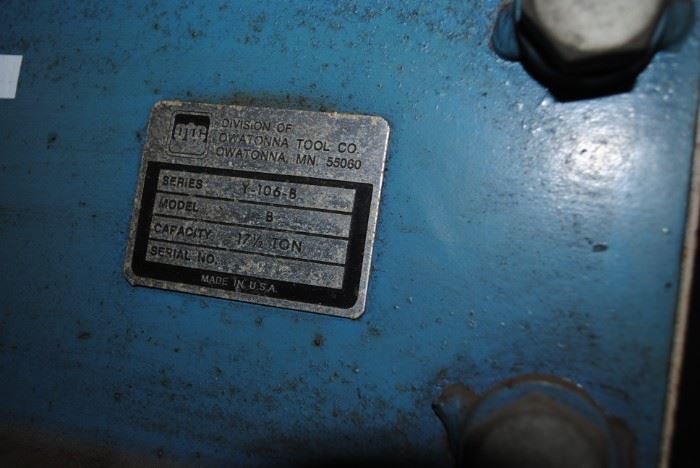 DIVISION OF
OWATONNA TOOL CO.
OWATONNA, MN. 55060
SERIES Y-106-B
MODEL B
CAPACITY 17½ TON
SERIAL NO.
MADE IN U.S.A.